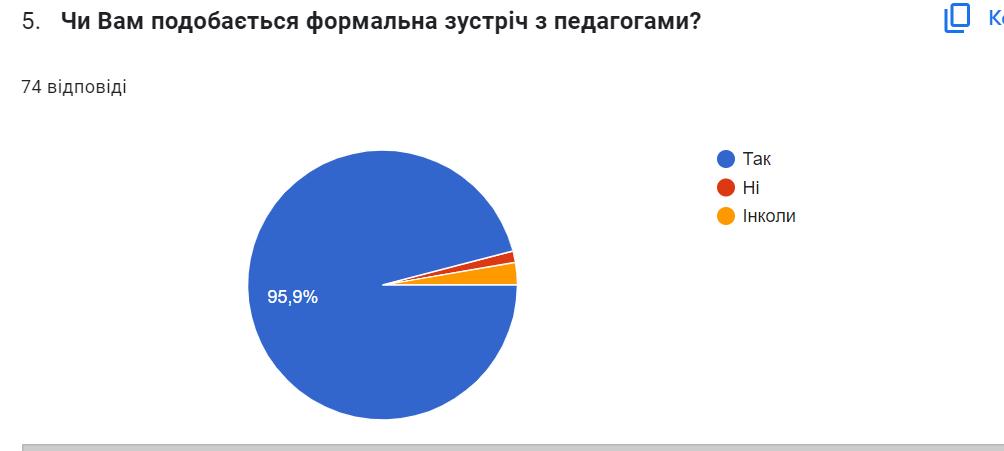 5. Чи Вам подобається формальна зустріч з педагогами?
74 відповіді
Так
Ні
Інколи
95,9%